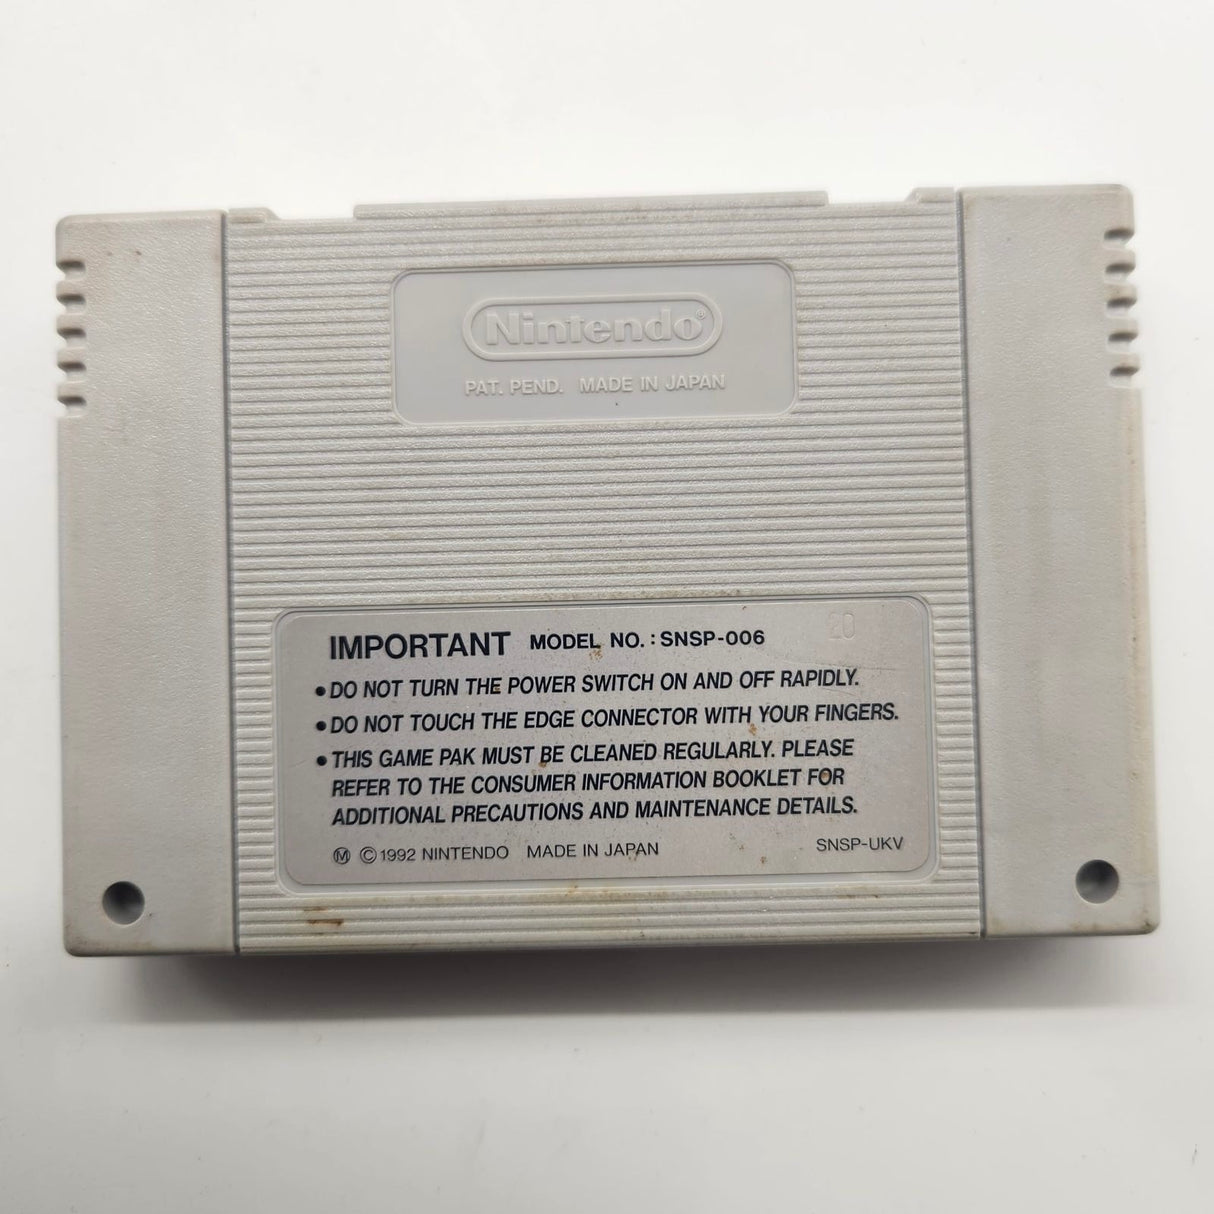 Nintendo®
PAT. PEND. MADE IN JAPAN
IMPORTANT MODEL NO. : SNSP-006
20
• DO NOT TURN THE POWER SWITCH ON AND OFF RAPIDLY.
• DO NOT TOUCH THE EDGE CONNECTOR WITH YOUR FINGERS.
• THIS GAME PAK MUST BE CLEANED REGULARLY. PLEASE
REFER TO THE CONSUMER INFORMATION BOOKLET FOR
ADDITIONAL PRECAUTIONS AND MAINTENANCE DETAILS.
Ⓜ © 1992 NINTENDO MADE IN JAPAN SNSP-UKV